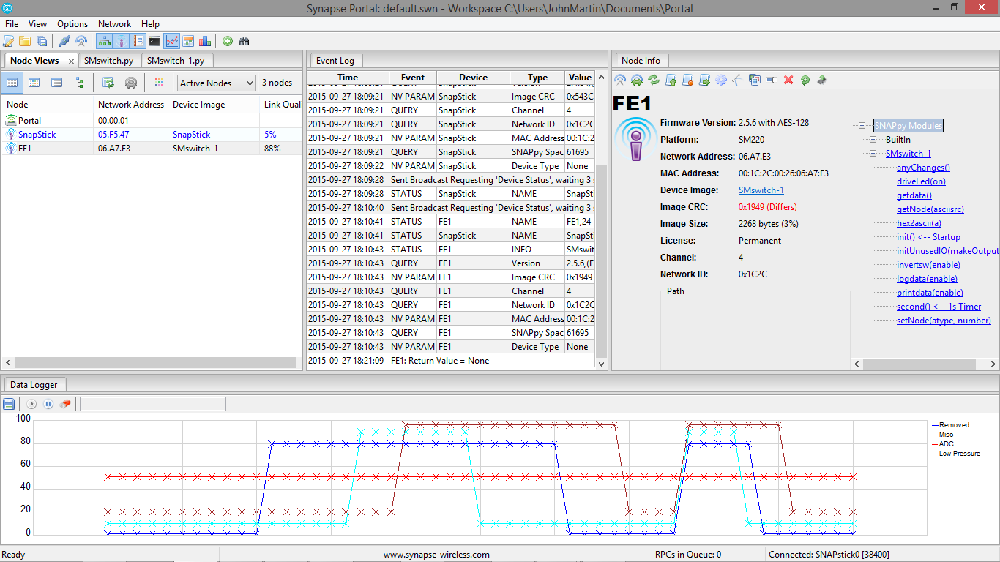 Synapse Portal: default.swn - Workspace C:\Users\JohnMartin\Documents\Portal
File View Options Network Help
Node Views SMswitch.py SMswitch-1.py
Active Nodes 3 nodes
Node Network Address Device Image Link Quali
Portal 00.00.01
SnapStick 05.F5.47 SnapStick 5%
FE1 06.A7.E3 SMswitch-1 88%
Event Log
Time Event Device Type Value
2015-09-27 18:09:21 NV PARAM SnapStick Image CRC 0x543C
2015-09-27 18:09:21 QUERY SnapStick Channel 4
2015-09-27 18:09:21 QUERY SnapStick Network ID 0x1C2C
2015-09-27 18:09:21 NV PARAM SnapStick MAC Address 00:1C:2
2015-09-27 18:09:21 QUERY SnapStick SNAPpy Spac 61695
2015-09-27 18:09:22 NV PARAM SnapStick Device Type None
2015-09-27 18:09:28 Sent Broadcast Requesting 'Device Status', waiting 3
2015-09-27 18:09:28 STATUS SnapStick NAME SnapSt
2015-09-27 18:10:40 Sent Broadcast Requesting 'Device Status', waiting 3
2015-09-27 18:10:41 STATUS FE1 NAME FE1,24
2015-09-27 18:10:41 STATUS SnapStick NAME SnapSt
2015-09-27 18:10:43 STATUS FE1 INFO SMswit
2015-09-27 18:10:43 QUERY FE1 Version 2.5.6,(F
2015-09-27 18:10:43 NV PARAM FE1 Image CRC 0x1949
2015-09-27 18:10:43 QUERY FE1 Channel 4
2015-09-27 18:10:43 QUERY FE1 Network ID 0x1C2C
2015-09-27 18:10:43 NV PARAM FE1 MAC Address 00:1C:2
2015-09-27 18:10:43 QUERY FE1 SNAPpy Spac 61695
2015-09-27 18:10:43 NV PARAM FE1 Device Type None
2015-09-27 18:21:09 FE1: Return Value = None
Node Info
FE1
Firmware Version: 2.5.6 with AES-128
Platform: SM220
Network Address: 06.A7.E3
MAC Address: 00:1C:2C:00:26:06:A7:E3
Device Image: SMswitch-1
Image CRC: 0x1949 (Differs)
Image Size: 2268 bytes (3%)
License: Permanent
Channel: 4
Network ID: 0x1C2C
Path
SNAPpy Modules
BuiltIn
SMswitch-1
anyChanges()
driveLed(on)
getdata()
getNode(asciisrc)
hex2ascii(a)
init() <-- Startup
initUnusedIO(makeOutput
invertsw(enable)
logdata(enable)
printdata(enable)
second() <-- 1s Timer
setNode(atype, number)
Data Logger
100
80
60
40
20
0
Removed
Misc
ADC
Low Pressure
Ready www.synapse-wireless.com RPCs in Queue: 0 Connected: SNAPstick0 [38400]